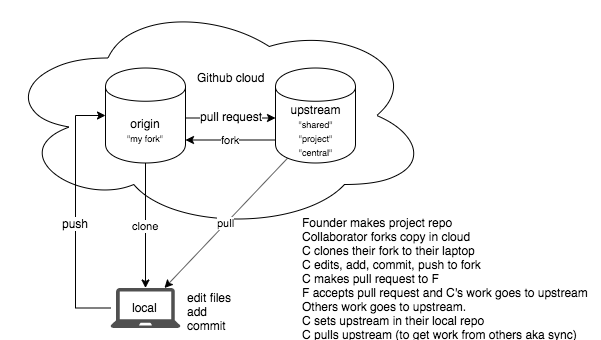 Github cloud
origin
"my fork"
pull request
fork
upstream
"shared"
"project"
"central"
push
clone
pull
local
edit files
add
commit
Founder makes project repo
Collaborator forks copy in cloud
C clones their fork to their laptop
C edits, add, commit, push to fork
C makes pull request to F
F accepts pull request and C's work goes to upstream
Others work goes to upstream.
C sets upstream in their local repo
C pulls upstream (to get work from others aka sync)